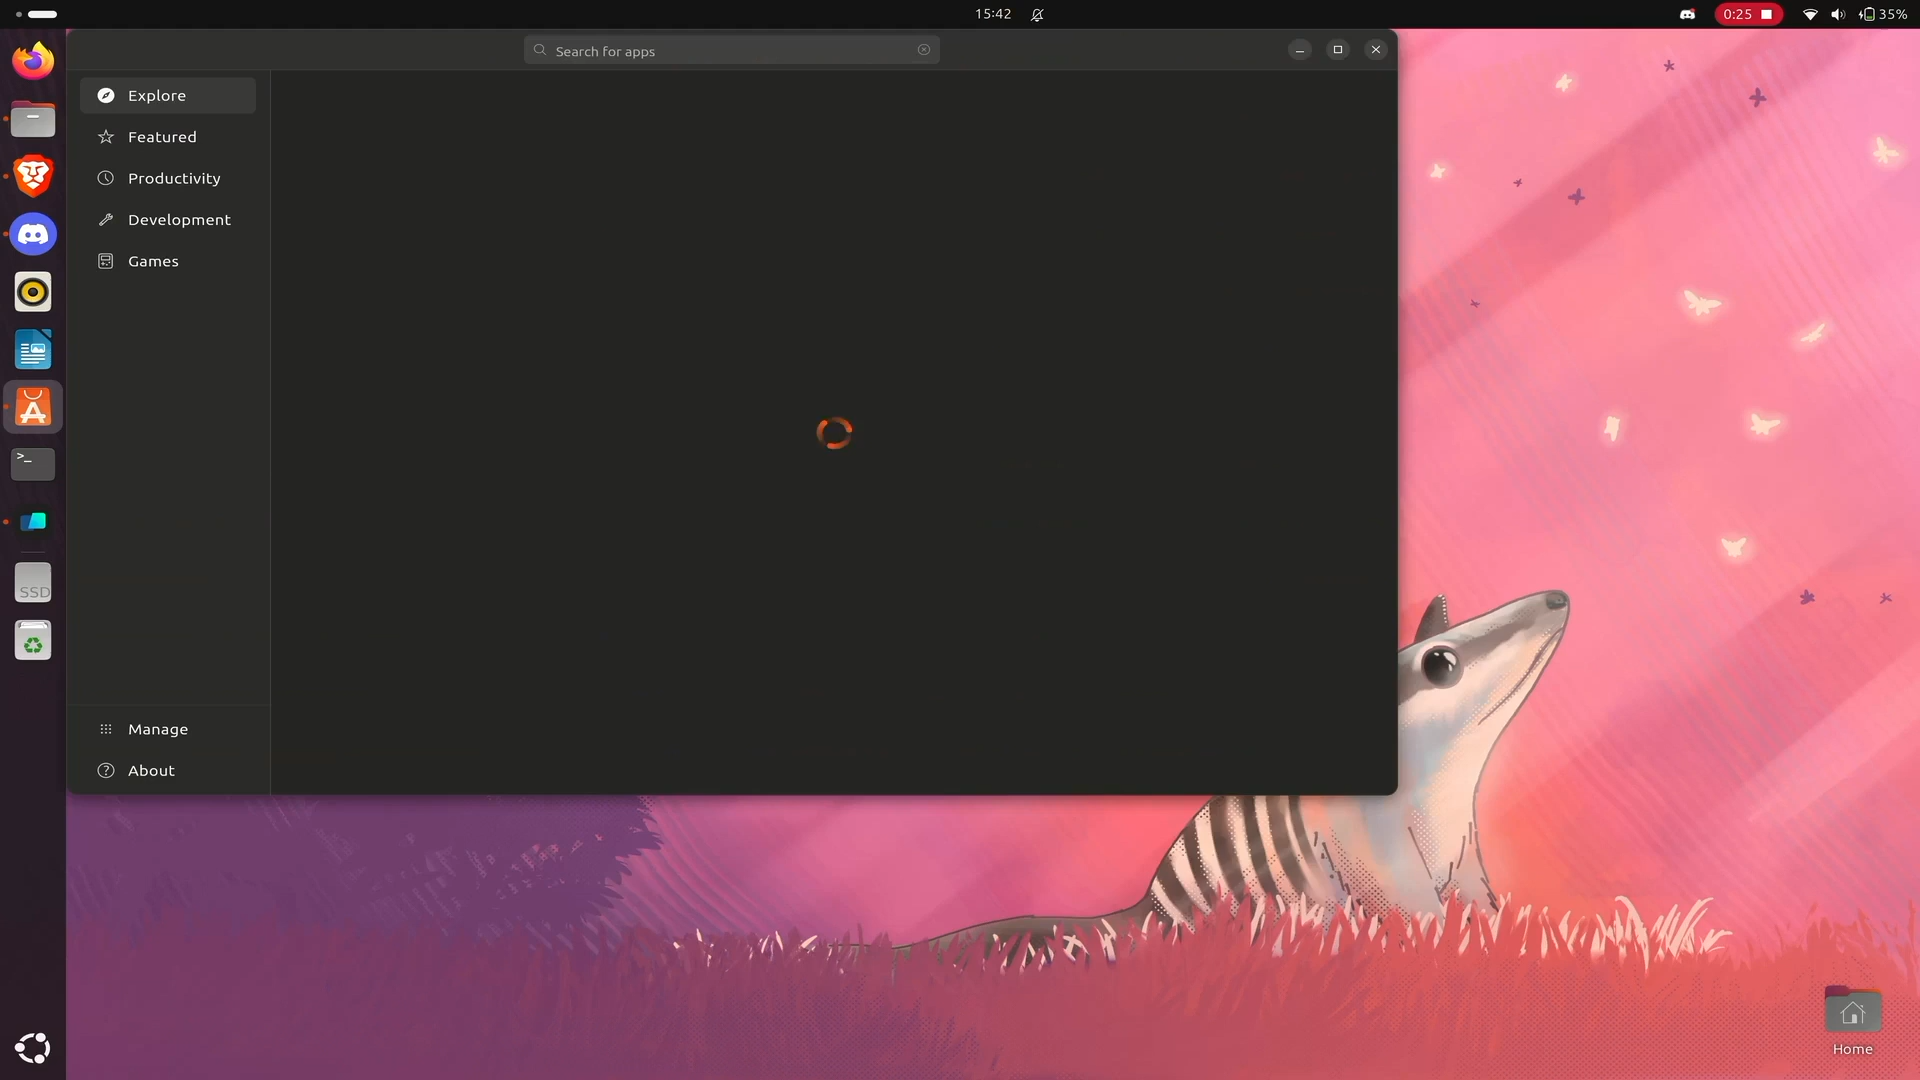 15:42
0:25
35%
Search for apps
Explore
Featured
Productivity
Development
Games
>_
SSD
Manage
About
Home